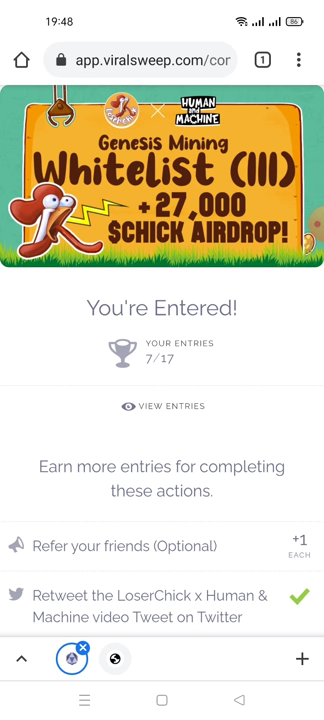 19:48
86
app.viralsweep.com/cor
1
LoserChick
HUMAN
and
MACHINE
Genesis Mining
Whitelist (III)
+ 27,000
$CHICK AIRDROP!
You're Entered!
YOUR ENTRIES
7/17
VIEW ENTRIES
Earn more entries for completing
these actions.
Refer your friends (Optional)
+1
EACH
Retweet the LoserChick x Human &
Machine video Tweet on Twitter